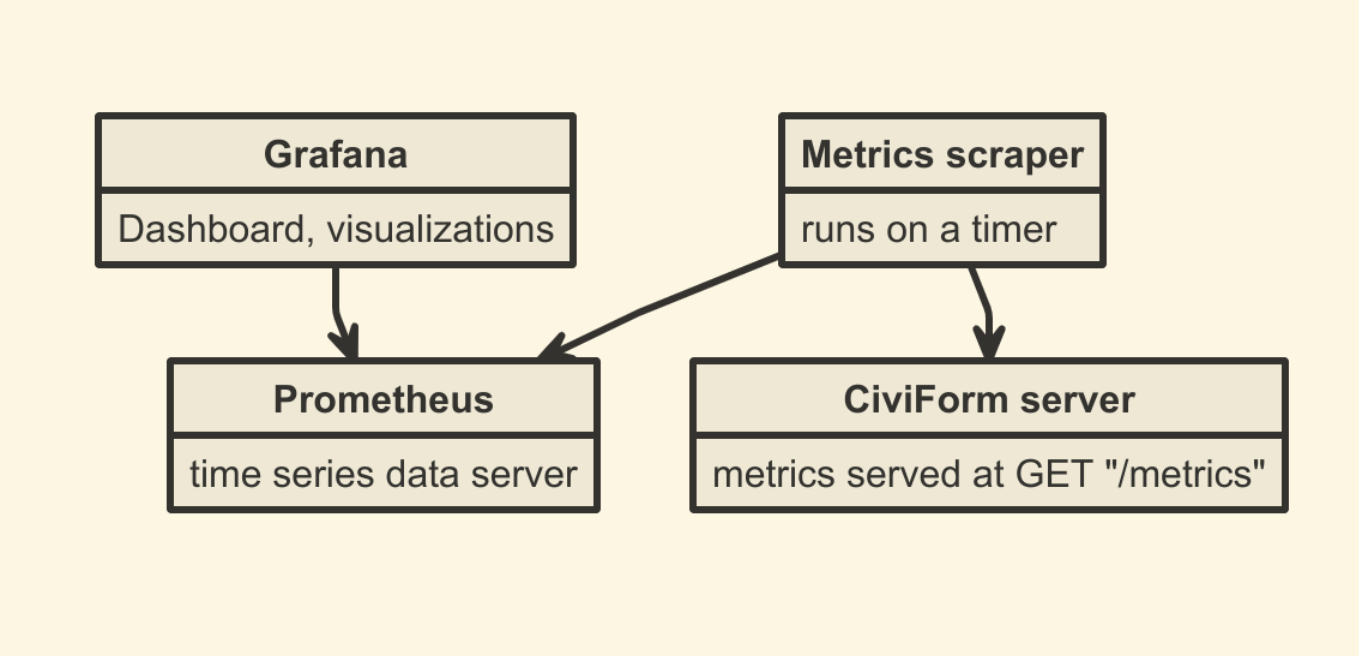 Grafana
Dashboard, visualizations
Metrics scraper
runs on a timer
Prometheus
time series data server
CiviForm server
metrics served at GET "/metrics"